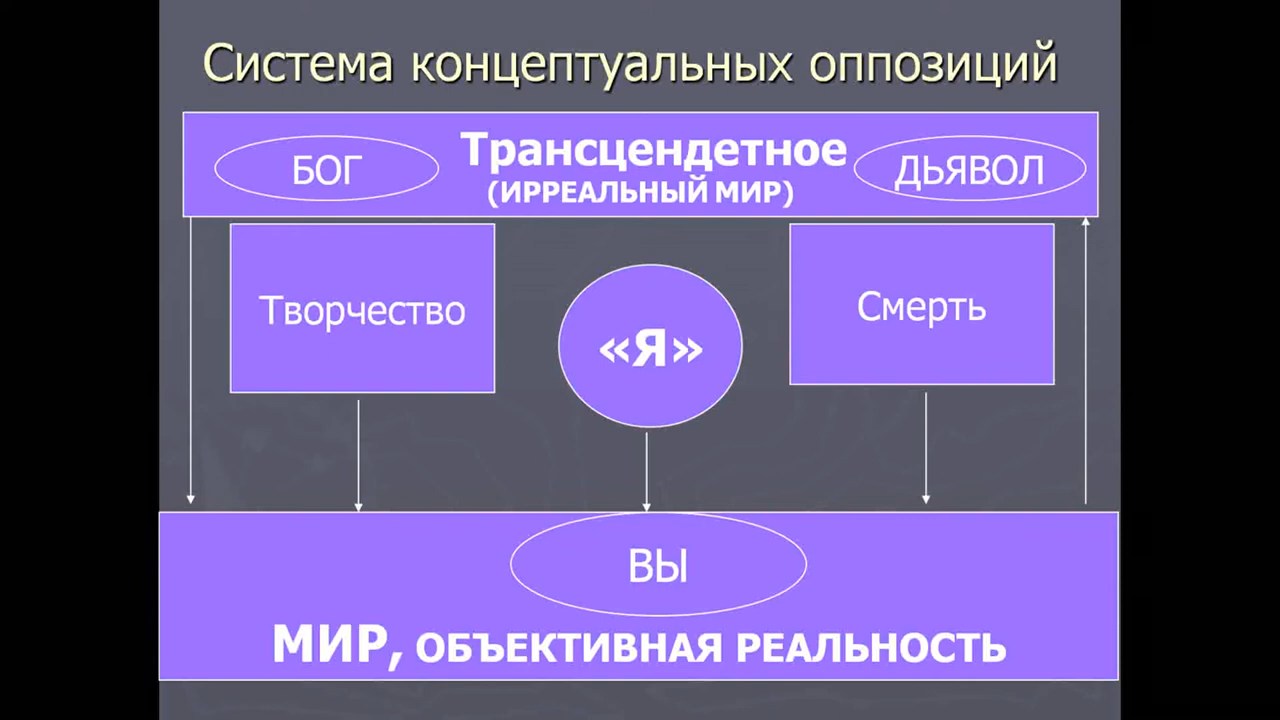 Система концептуальных оппозиций
БОГ
Трансцендетное
(ИРРЕАЛЬНЫЙ МИР)
ДЬЯВОЛ
Творчество
«Я»
Смерть
ВЫ
МИР, ОБЪЕКТИВНАЯ РЕАЛЬНОСТЬ